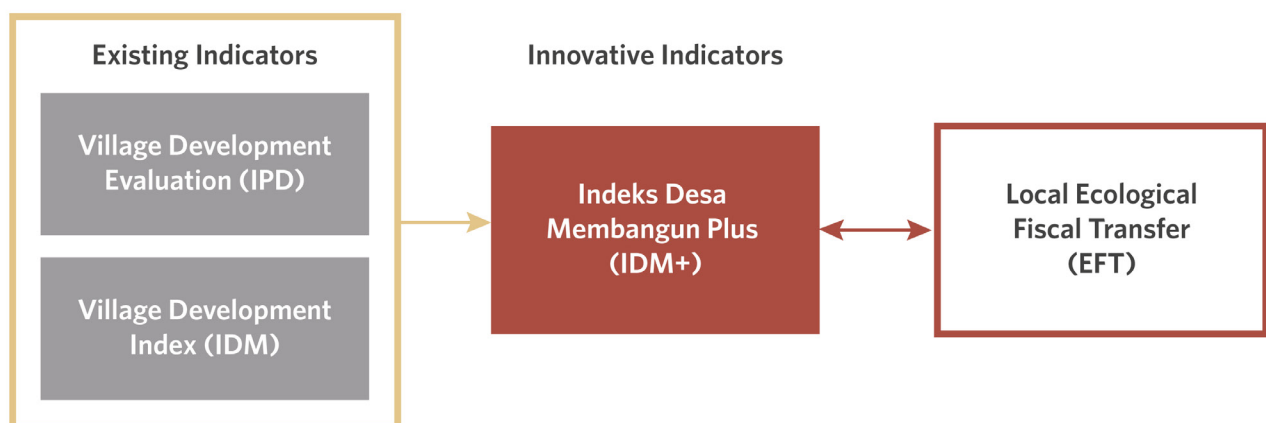 Existing Indicators
Village Development
Evaluation (IPD)
Village Development
Index (IDM)
Innovative Indicators
Indeks Desa
Membangun Plus
(IDM+)
Local Ecological
Fiscal Transfer
(EFT)